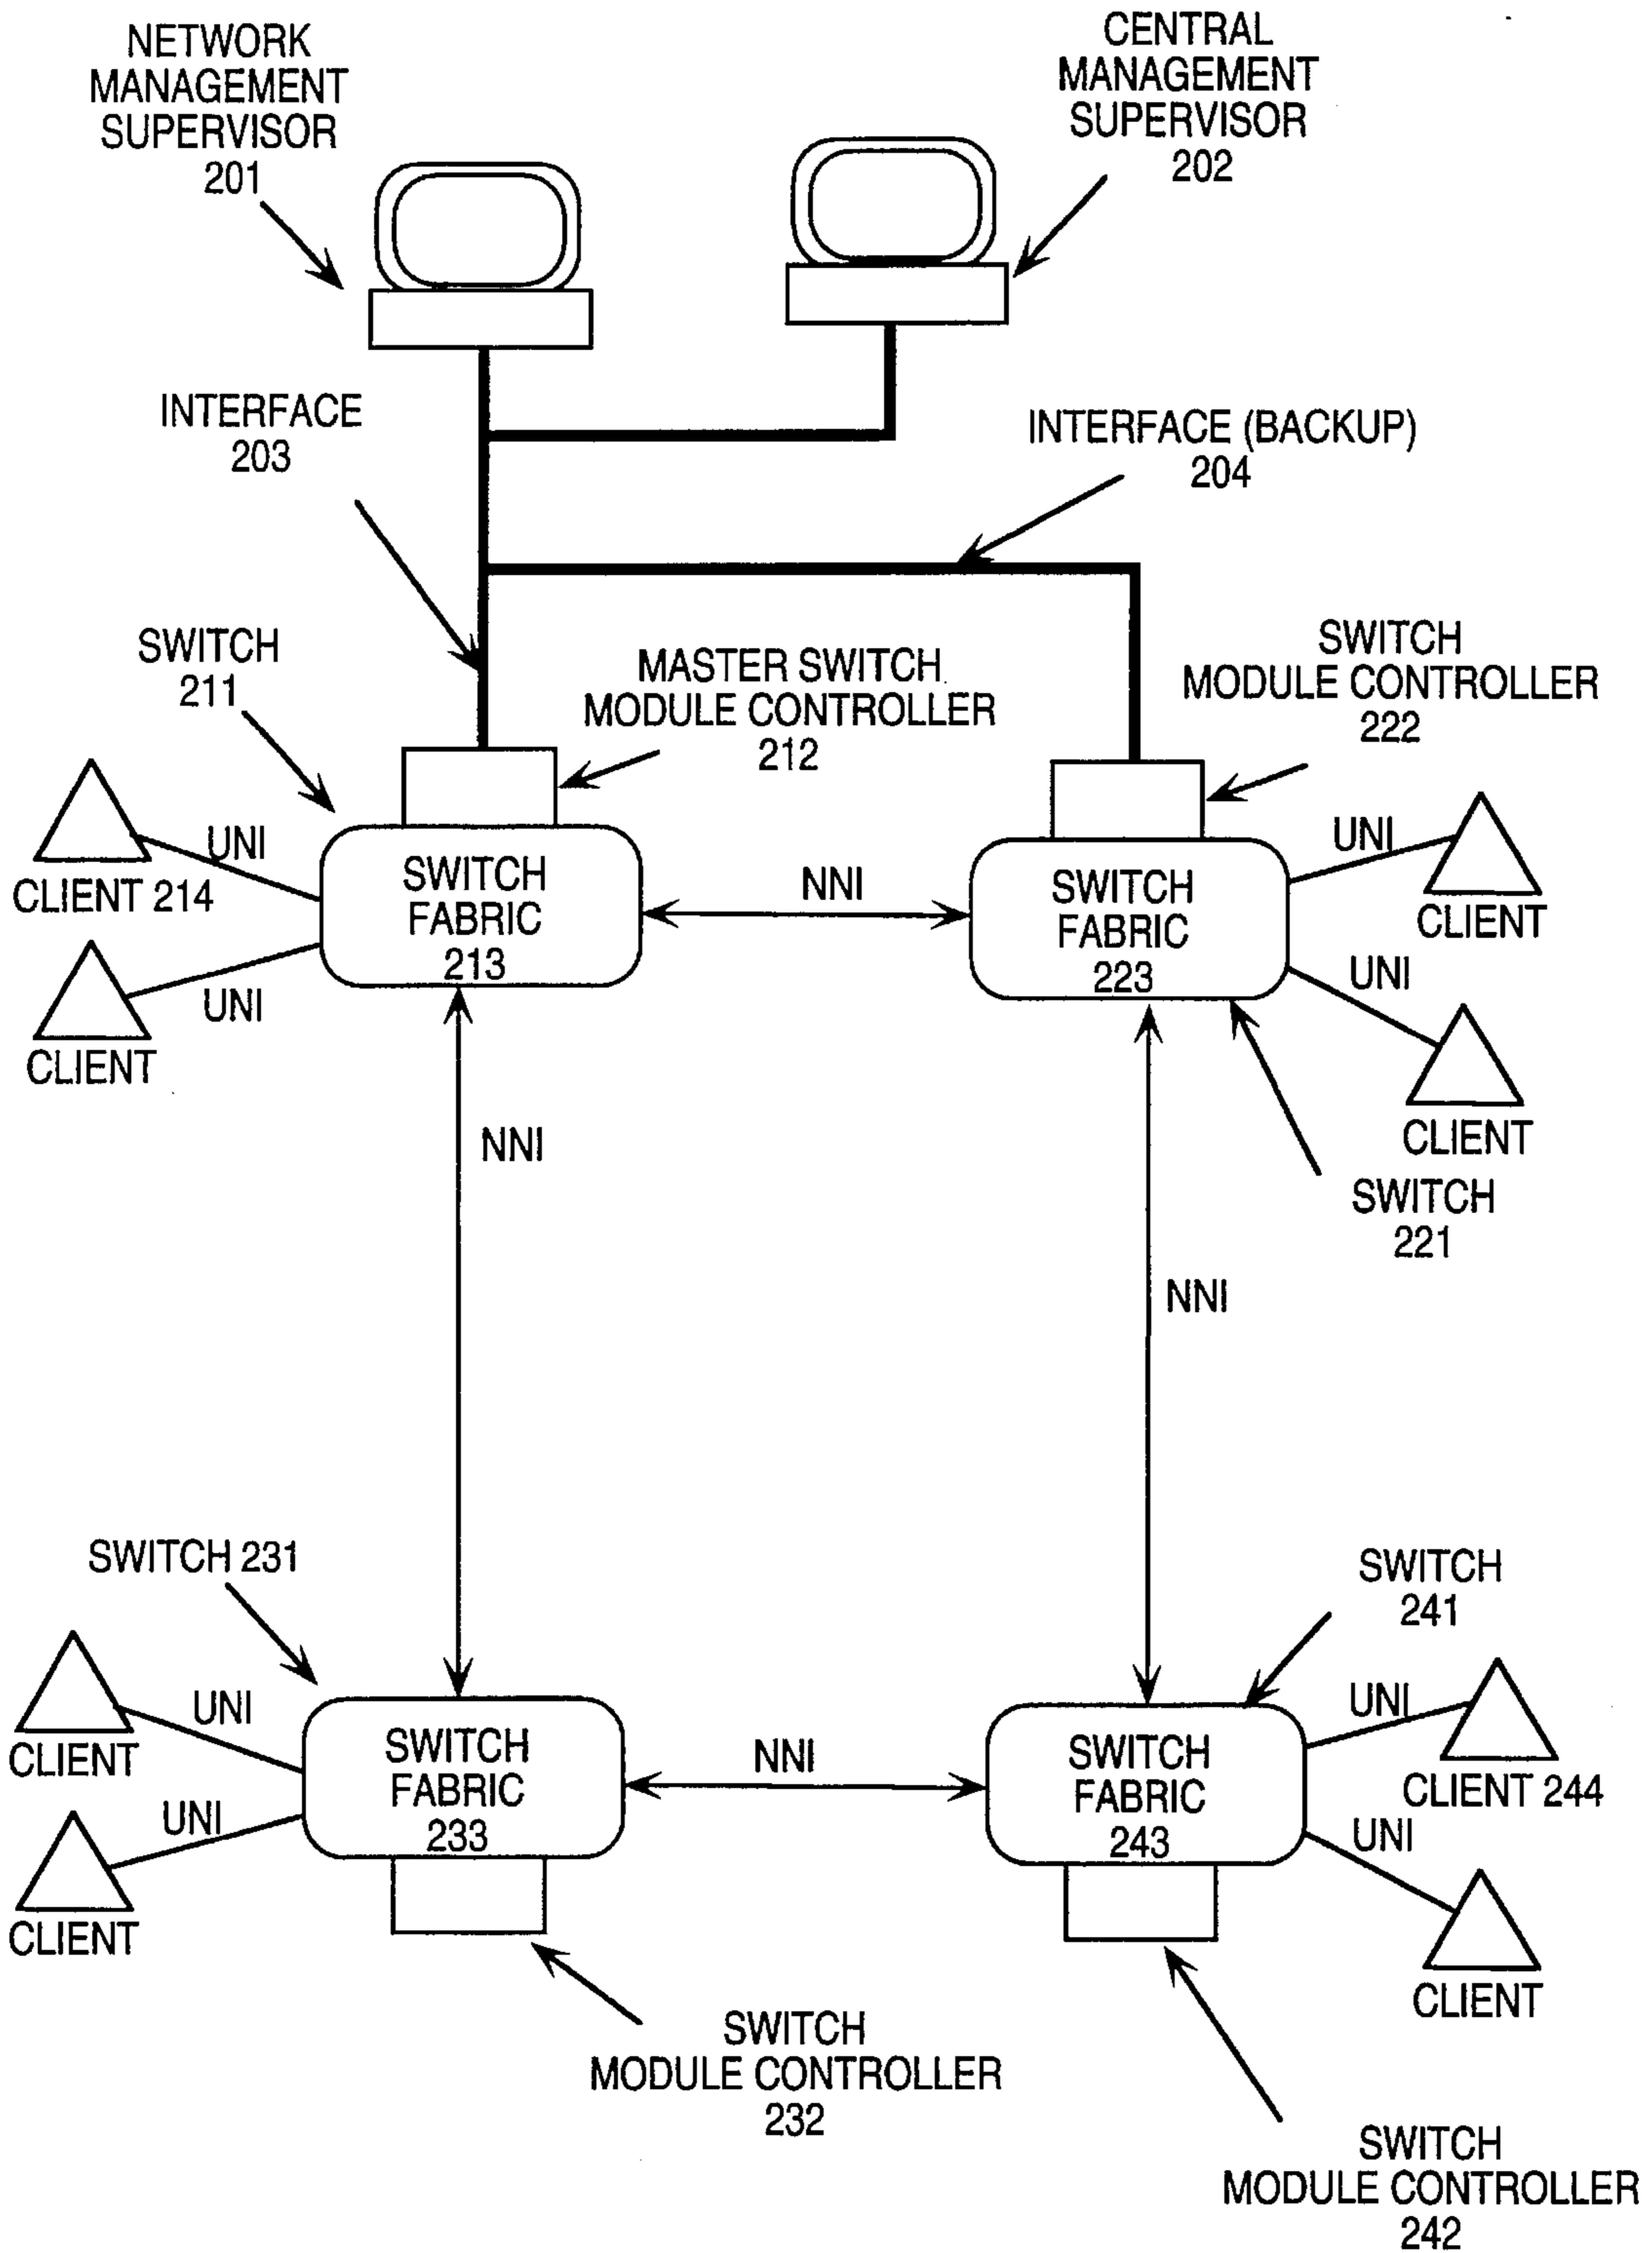 NETWORK
MANAGEMENT
SUPERVISOR
201
CENTRAL
MANAGEMENT
SUPERVISOR
202
INTERFACE
203
INTERFACE (BACKUP)
204
SWITCH
211
MASTER SWITCH
MODULE CONTROLLER
212
SWITCH
MODULE CONTROLLER
222
UNI
CLIENT 214
SWITCH
FABRIC
213
UNI
CLIENT
NNI
SWITCH
FABRIC
223
UNI
CLIENT
UNI
CLIENT
SWITCH
221
NNI
NNI
SWITCH 231
SWITCH
241
UNI
CLIENT
UNI
CLIENT
SWITCH
FABRIC
233
NNI
SWITCH
FABRIC
243
UNI
CLIENT 244
UNI
CLIENT
SWITCH
MODULE CONTROLLER
232
SWITCH
MODULE CONTROLLER
242